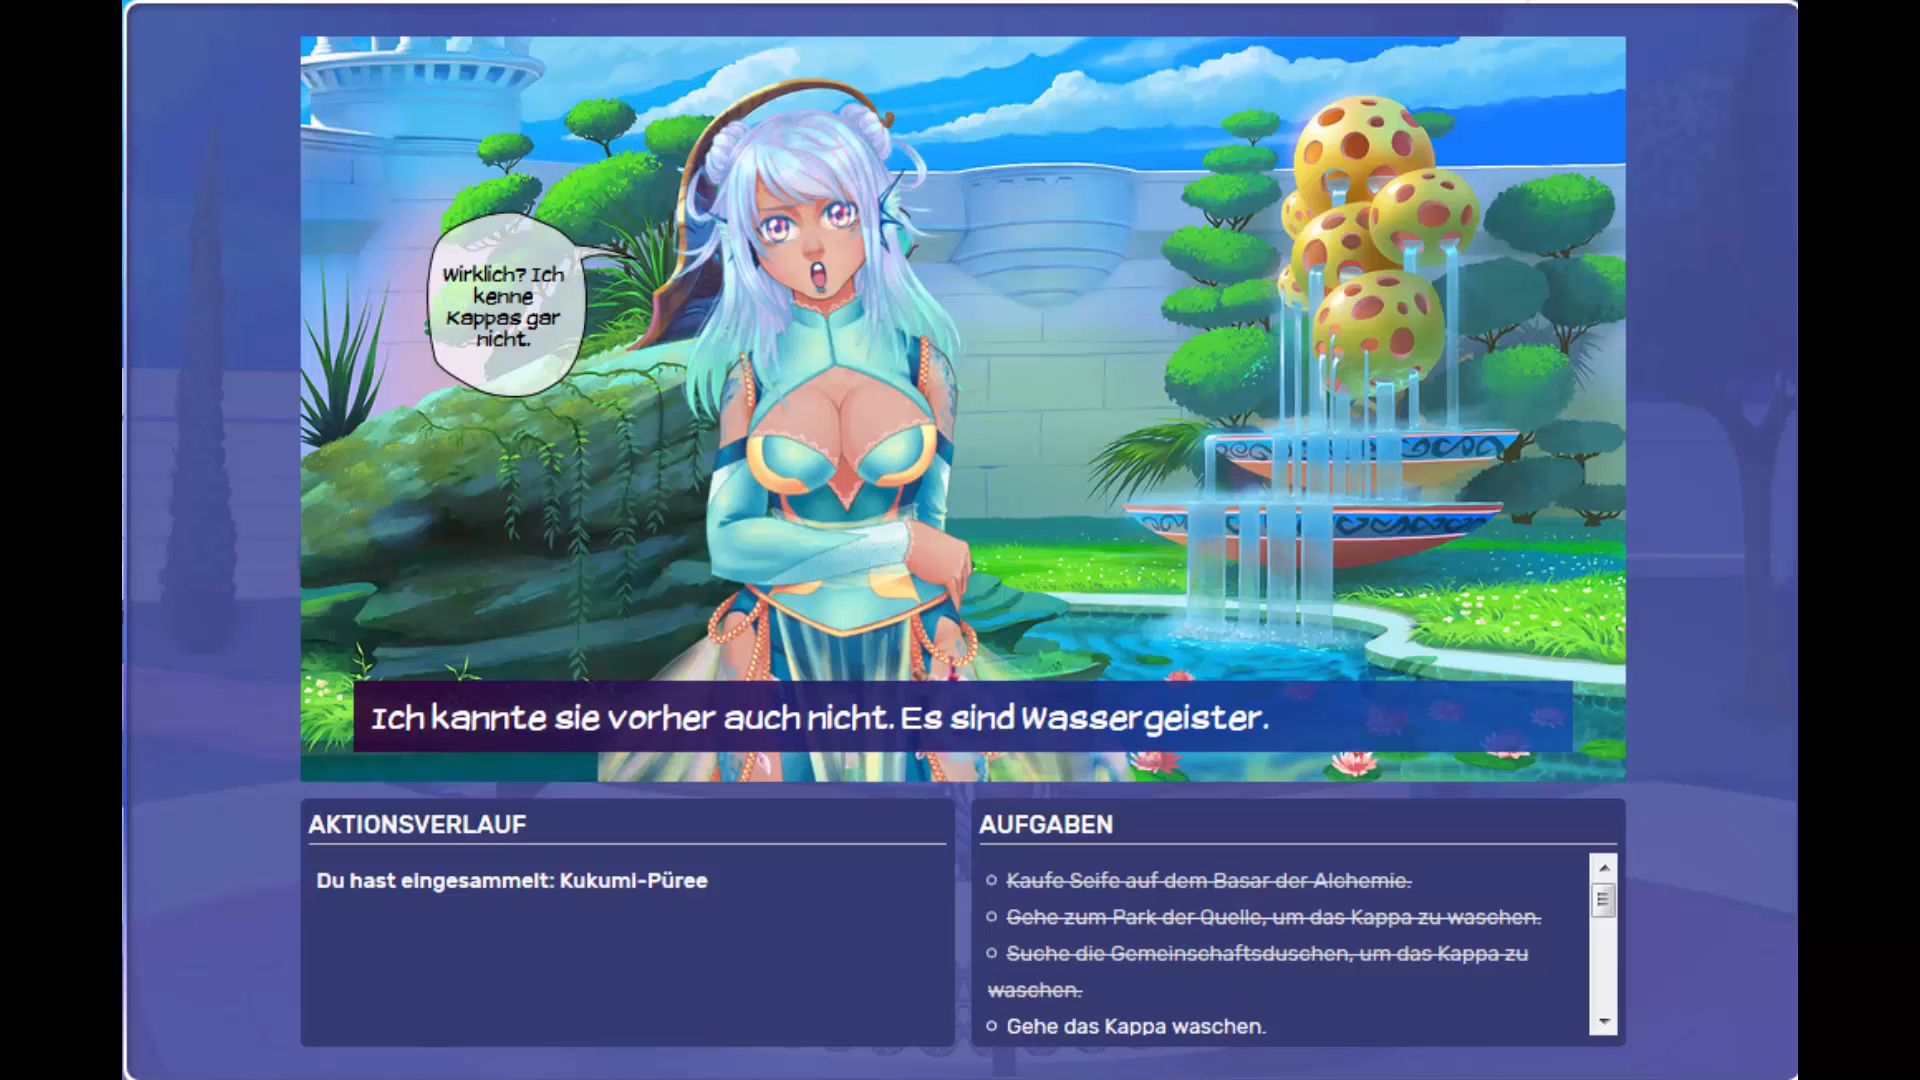 Wirklich? Ich
kenne
Kappas gar
nicht.
Ich kannte sie vorher auch nicht. Es sind Wassergeister.
AKTIONSVERLAUF
Du hast eingesammelt: Kukumi-Püree
AUFGABEN
Kaufe Seife auf dem Basar der Alchemie.
Gehe zum Park der Quelle, um das Kappa zu waschen.
Suche die Gemeinschaftsduschen, um das Kappa zu
waschen.
Gehe das Kappa waschen.